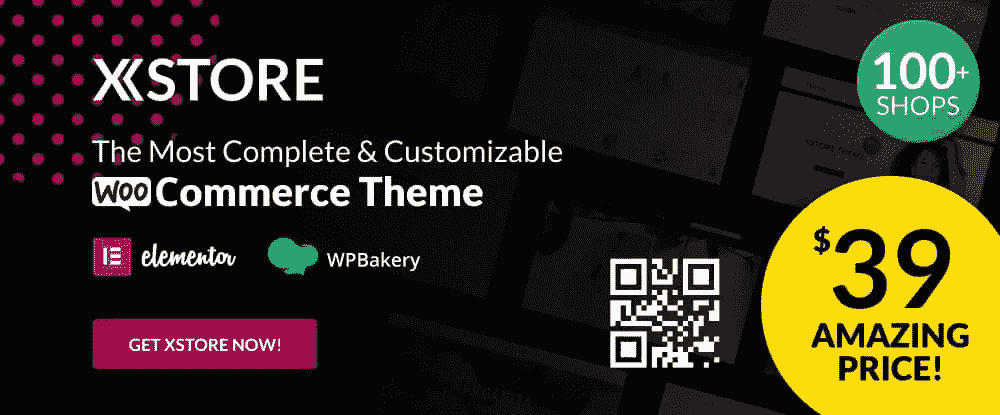 XSTORE
The Most Complete & Customizable
WOO Commerce Theme
elementor
WPBakery
GET XSTORE NOW!
100+
SHOPS
$39
AMAZING
PRICE!